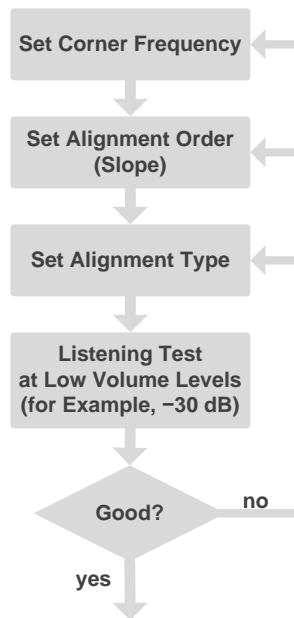 Set Corner Frequency
Set Alignment Order
(Slope)
Set Alignment Type
Listening Test
at Low Volume Levels
(for Example, −30 dB)
Good?
no
yes